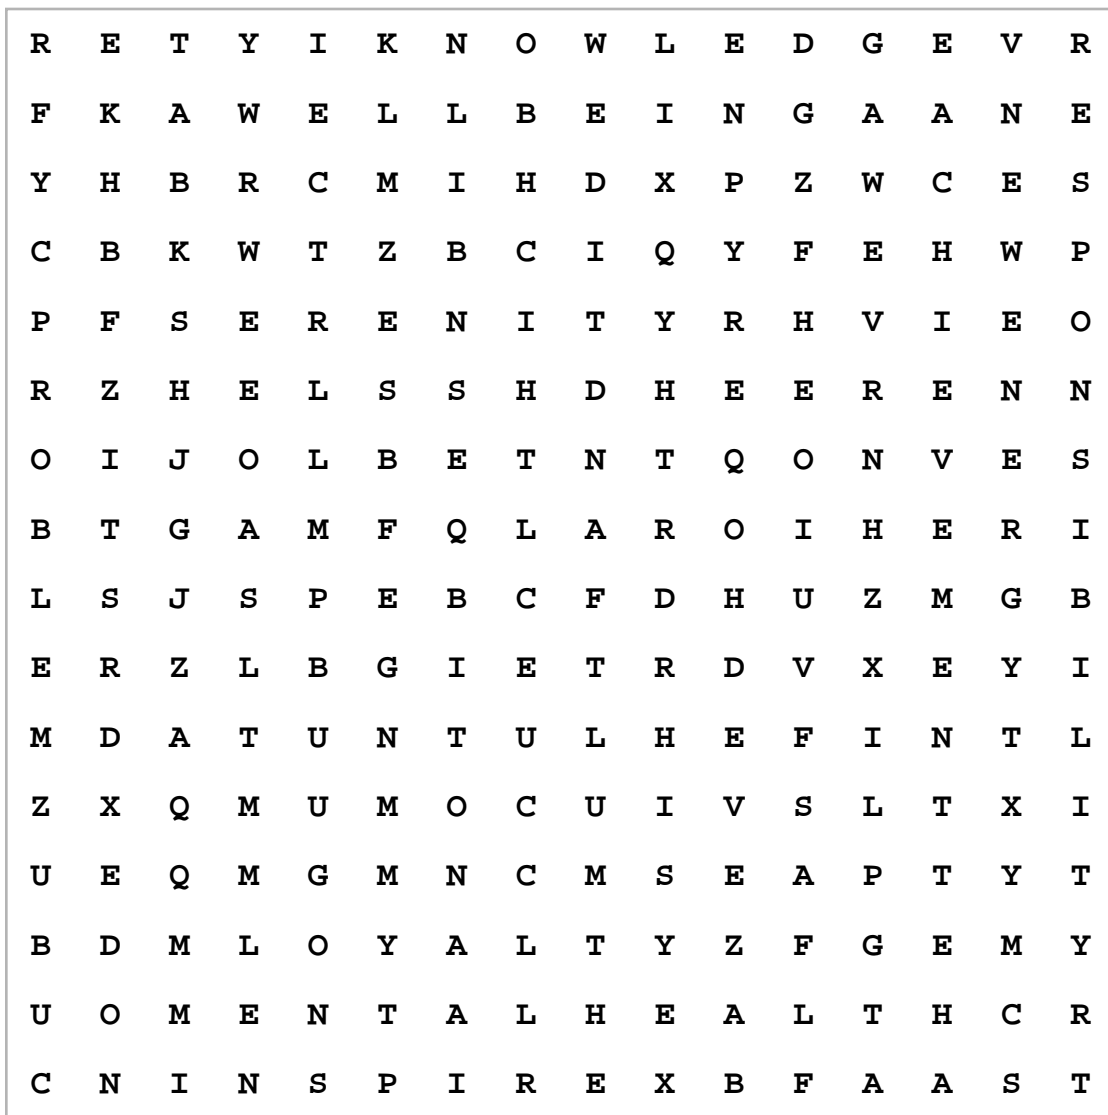 R E T Y I K N O W L E D G E V R
F K A W E L L B E I N G A A N E
Y H B R C M I H D X P Z W C E S
C B K W T Z B C I Q Y F E H W P
P F S E R E N I T Y R H V I E O
R Z H E L S S H D H E E R E N N
O I J O L B E T N T Q O N V E S
B T G A M F Q L A R O I H E R I
L S J S P E B C F D H U Z M G B
E R Z L B G I E T R D V X E Y I
M D A T U N T U L H E F I N T L
Z X Q M U M O C U I V S L T X I
U E Q M G M N C M S E A P T Y T
B D M L O Y A L T Y Z F G E M Y
U O M E N T A L H E A L T H C R
C N I N S P I R E X B F A A S T